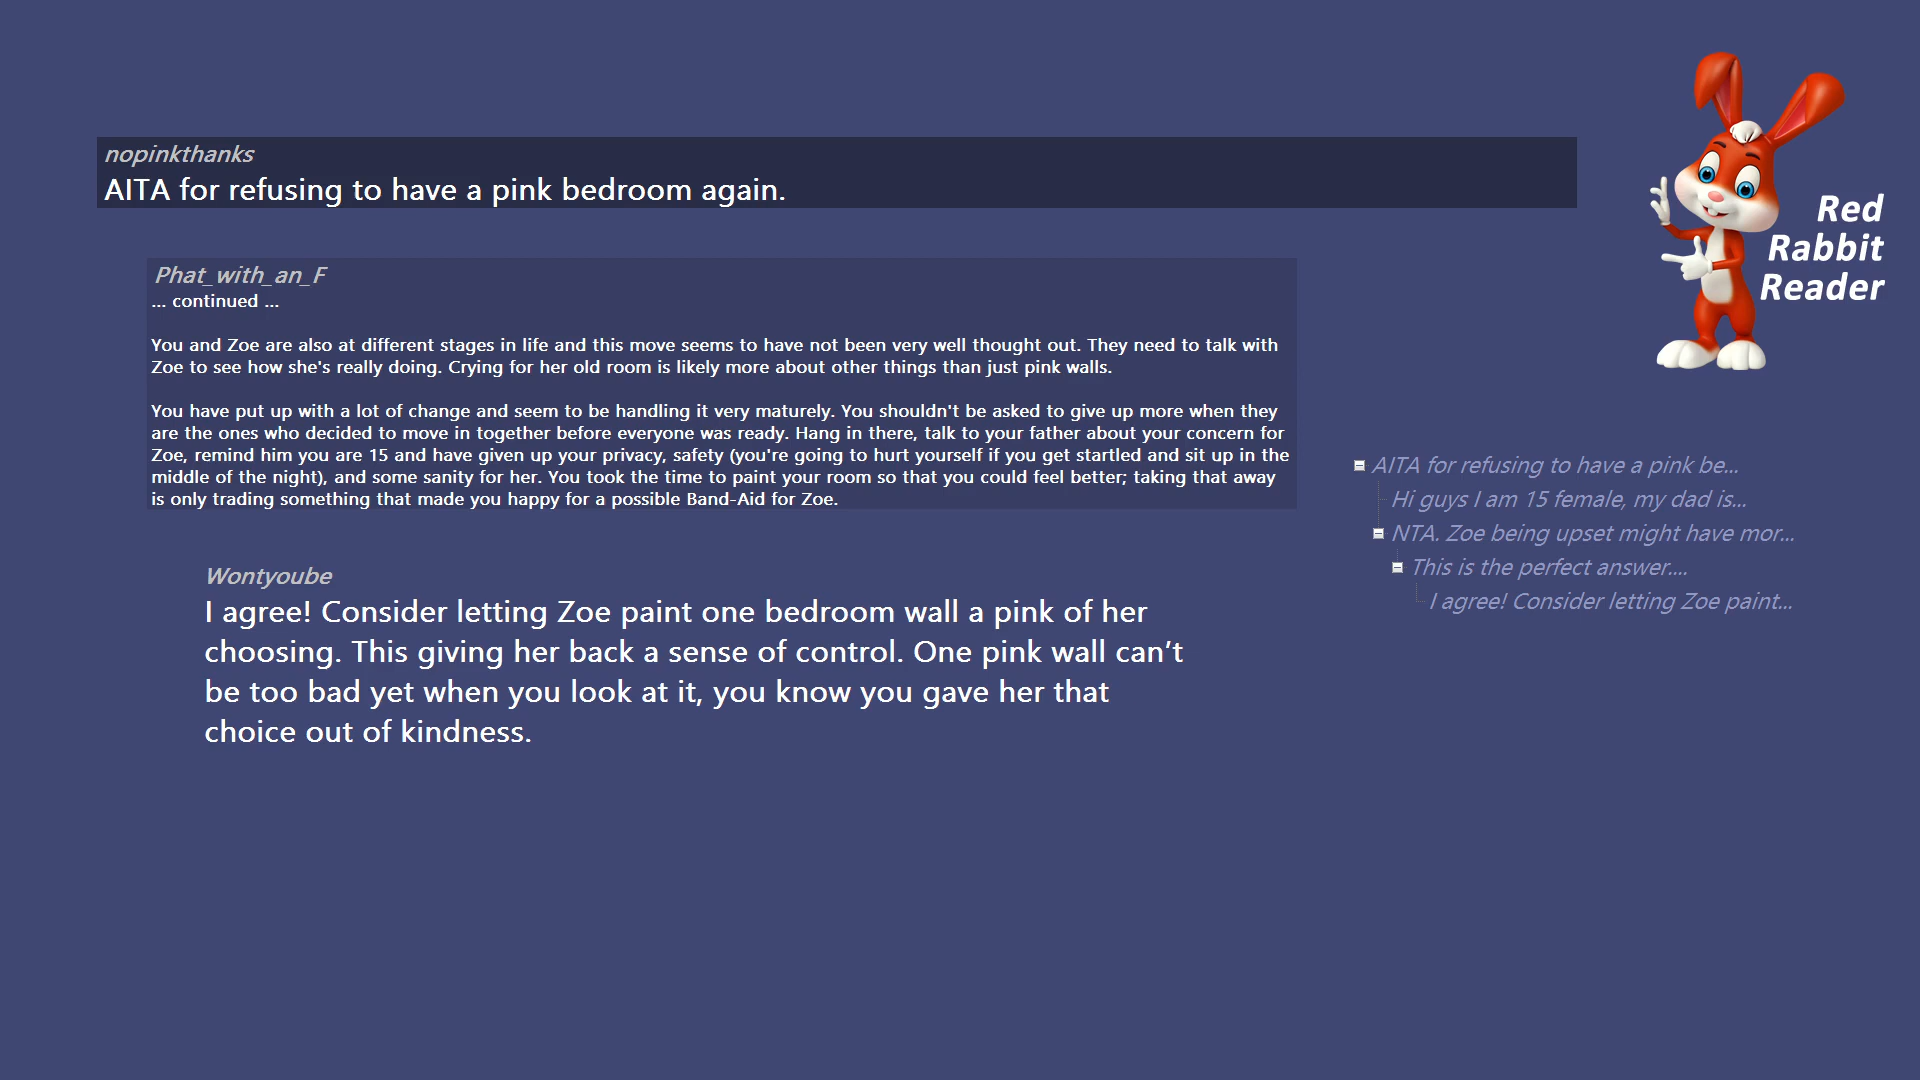 nopinkthanks
AITA for refusing to have a pink bedroom again.
Phat_with_an_F
... continued ...
You and Zoe are also at different stages in life and this move seems to have not been very well thought out. They need to talk with
Zoe to see how she's really doing. Crying for her old room is likely more about other things than just pink walls.
You have put up with a lot of change and seem to be handling it very maturely. You shouldn't be asked to give up more when they
are the ones who decided to move in together before everyone was ready. Hang in there, talk to your father about your concern for
Zoe, remind him you are 15 and have given up your privacy, safety (you're going to hurt yourself if you get startled and sit up in the
middle of the night), and some sanity for her. You took the time to paint your room so that you could feel better; taking that away
is only trading something that made you happy for a possible Band-Aid for Zoe.
Wontyoube
I agree! Consider letting Zoe paint one bedroom wall a pink of her
choosing. This giving her back a sense of control. One pink wall can’t
be too bad yet when you look at it, you know you gave her that
choice out of kindness.
Red
Rabbit
Reader
AITA for refusing to have a pink be...
Hi guys I am 15 female, my dad is...
NTA. Zoe being upset might have mor...
This is the perfect answer....
I agree! Consider letting Zoe paint...